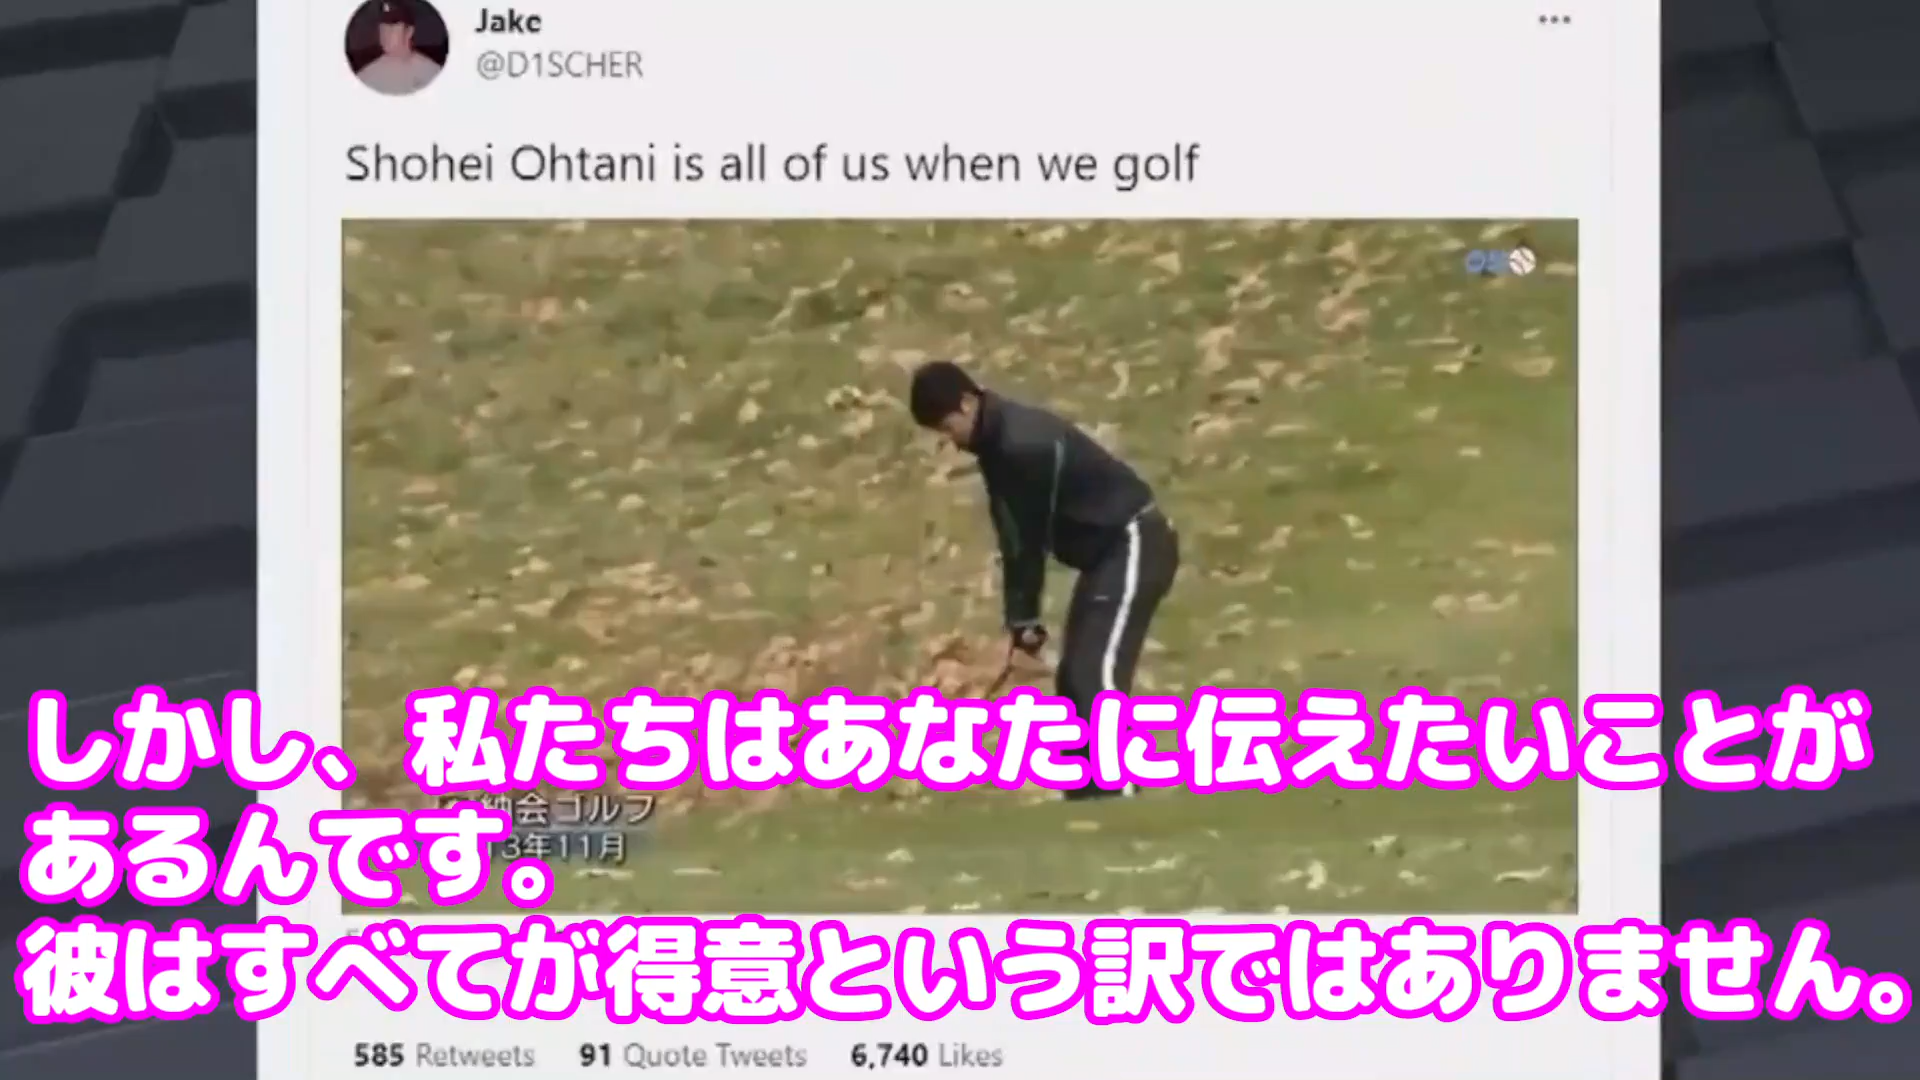 Jake
@D1SCHER
Shohei Ohtani is all of us when we golf
会ゴルフ
13年11月
しかし、私たちはあなたに伝えたいことが
あるんです。
彼はすべてが得意という訳ではありません。
585 Retweets 91 Quote Tweets 6,740 Likes